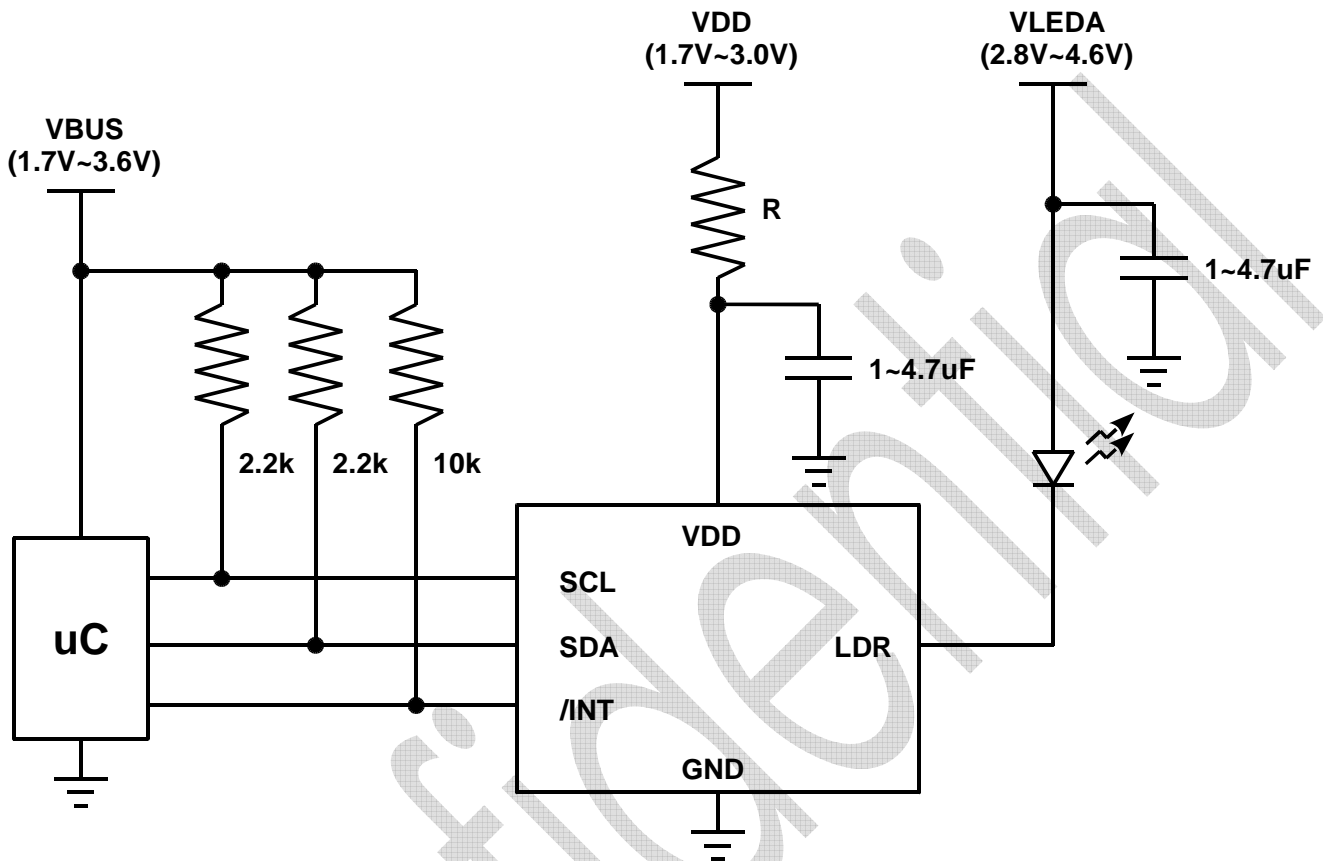 VDD
(1.7V~3.0V)
VLEDA
(2.8V~4.6V)
VBUS
(1.7V~3.6V)
R
1~4.7uF
1~4.7uF
2.2k
2.2k
10k
VDD
SCL
uC
SDA
LDR
/INT
GND
fidential